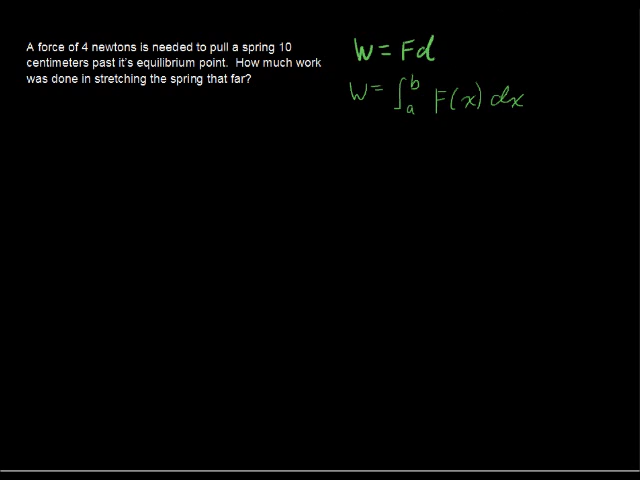 A force of 4 newtons is needed to pull a spring 10
centimeters past it's equilibrium point.  How much work
was done in stretching the spring that far?
W = Fd
W = ∫_a^b F(x) dx